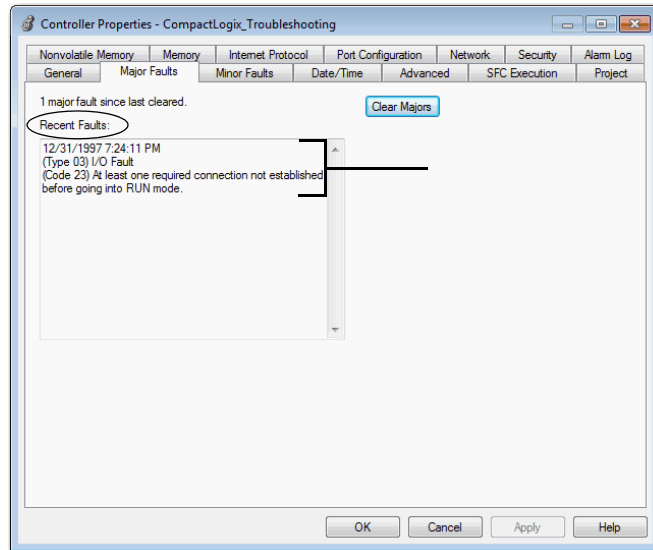 Controller Properties - CompactLogix_Troubleshooting
Nonvolatile Memory Memory Internet Protocol Port Configuration Network Security Alarm Log
General Major Faults Minor Faults Date/Time Advanced SFC Execution Project
1 major fault since last cleared.
Clear Majors
Recent Faults:
12/31/1997 7:24:11 PM
(Type 03) I/O Fault
(Code 23) At least one required connection not established
before going into RUN mode.
OK Cancel Apply Help